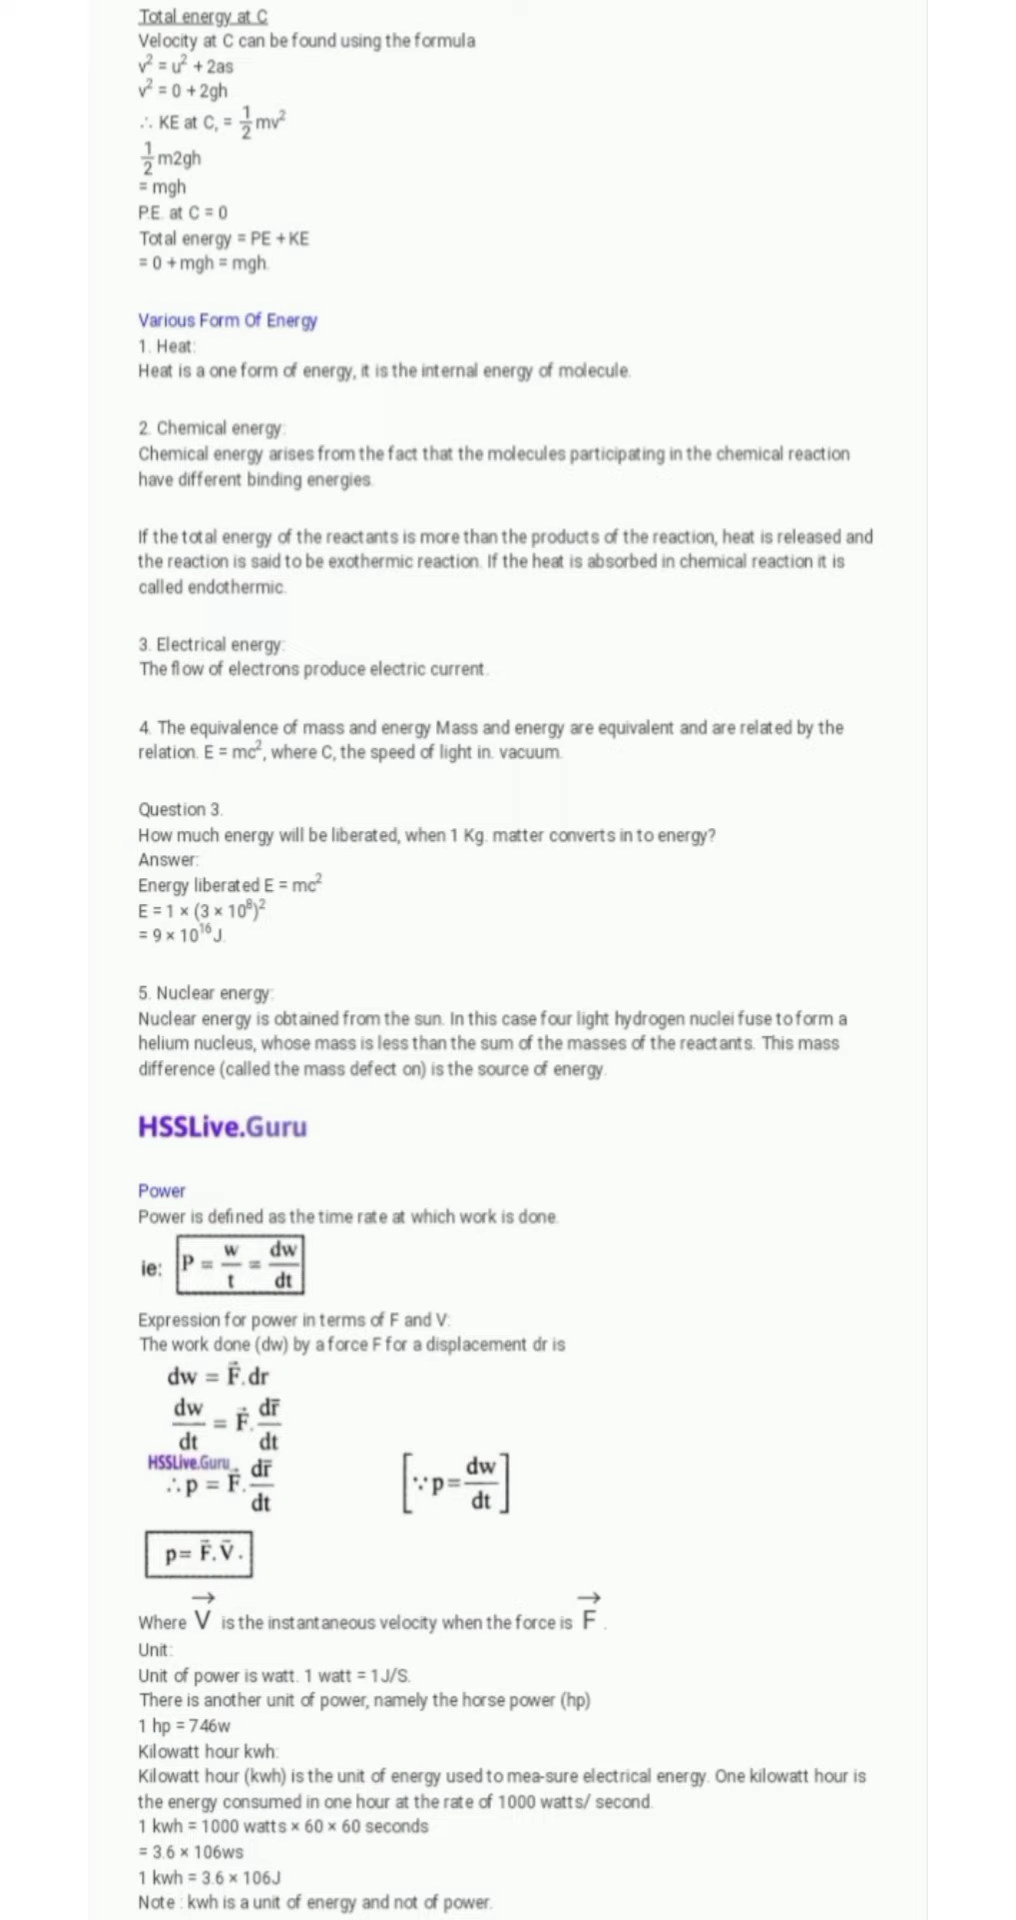 Total energy at C
Velocity at C can be found using the formula
v² = u² + 2as
v² = 0 + 2gh
∴ KE at C, = 1/2 mv²
1/2 m2gh
= mgh
P.E. at C = 0
Total energy = PE + KE
= 0 + mgh = mgh.
Various Form Of Energy
1. Heat:
Heat is a one form of energy, it is the internal energy of molecule.
2. Chemical energy:
Chemical energy arises from the fact that the molecules participating in the chemical reaction
have different binding energies.
If the total energy of the reactants is more than the products of the reaction, heat is released and
the reaction is said to be exothermic reaction. If the heat is absorbed in chemical reaction it is
called endothermic.
3. Electrical energy:
The flow of electrons produce electric current.
4. The equivalence of mass and energy Mass and energy are equivalent and are related by the
relation. E = mc², where C, the speed of light in. vacuum.
Question 3.
How much energy will be liberated, when 1 Kg. matter converts in to energy?
Answer:
Energy liberated E = mc²
E = 1 × (3 × 10⁸)²
= 9 × 10¹⁶J.
5. Nuclear energy:
Nuclear energy is obtained from the sun. In this case four light hydrogen nuclei fuse to form a
helium nucleus, whose mass is less than the sum of the masses of the reactants. This mass
difference (called the mass defect on) is the source of energy.
HSSLive.Guru
Power
Power is defined as the time rate at which work is done.
ie: P = w/t = dw/dt
Expression for power in terms of F and V:
The work done (dw) by a force F for a displacement dr is
dw = F⃗.dr
dw/dt = F⃗. dr̄/dt
HSSLive.Guru
∴p = F⃗. dr̄/dt [∵p= dw/dt]
p= F̄.V̄.
Where V⃗ is the instantaneous velocity when the force is F⃗.
Unit:
Unit of power is watt. 1 watt = 1J/S.
There is another unit of power, namely the horse power (hp)
1 hp = 746w
Kilowatt hour kwh:
Kilowatt hour (kwh) is the unit of energy used to mea-sure electrical energy. One kilowatt hour is
the energy consumed in one hour at the rate of 1000 watts/ second.
1 kwh = 1000 watts × 60 × 60 seconds
= 3.6 × 106ws
1 kwh = 3.6 × 106J
Note : kwh is a unit of energy and not of power.